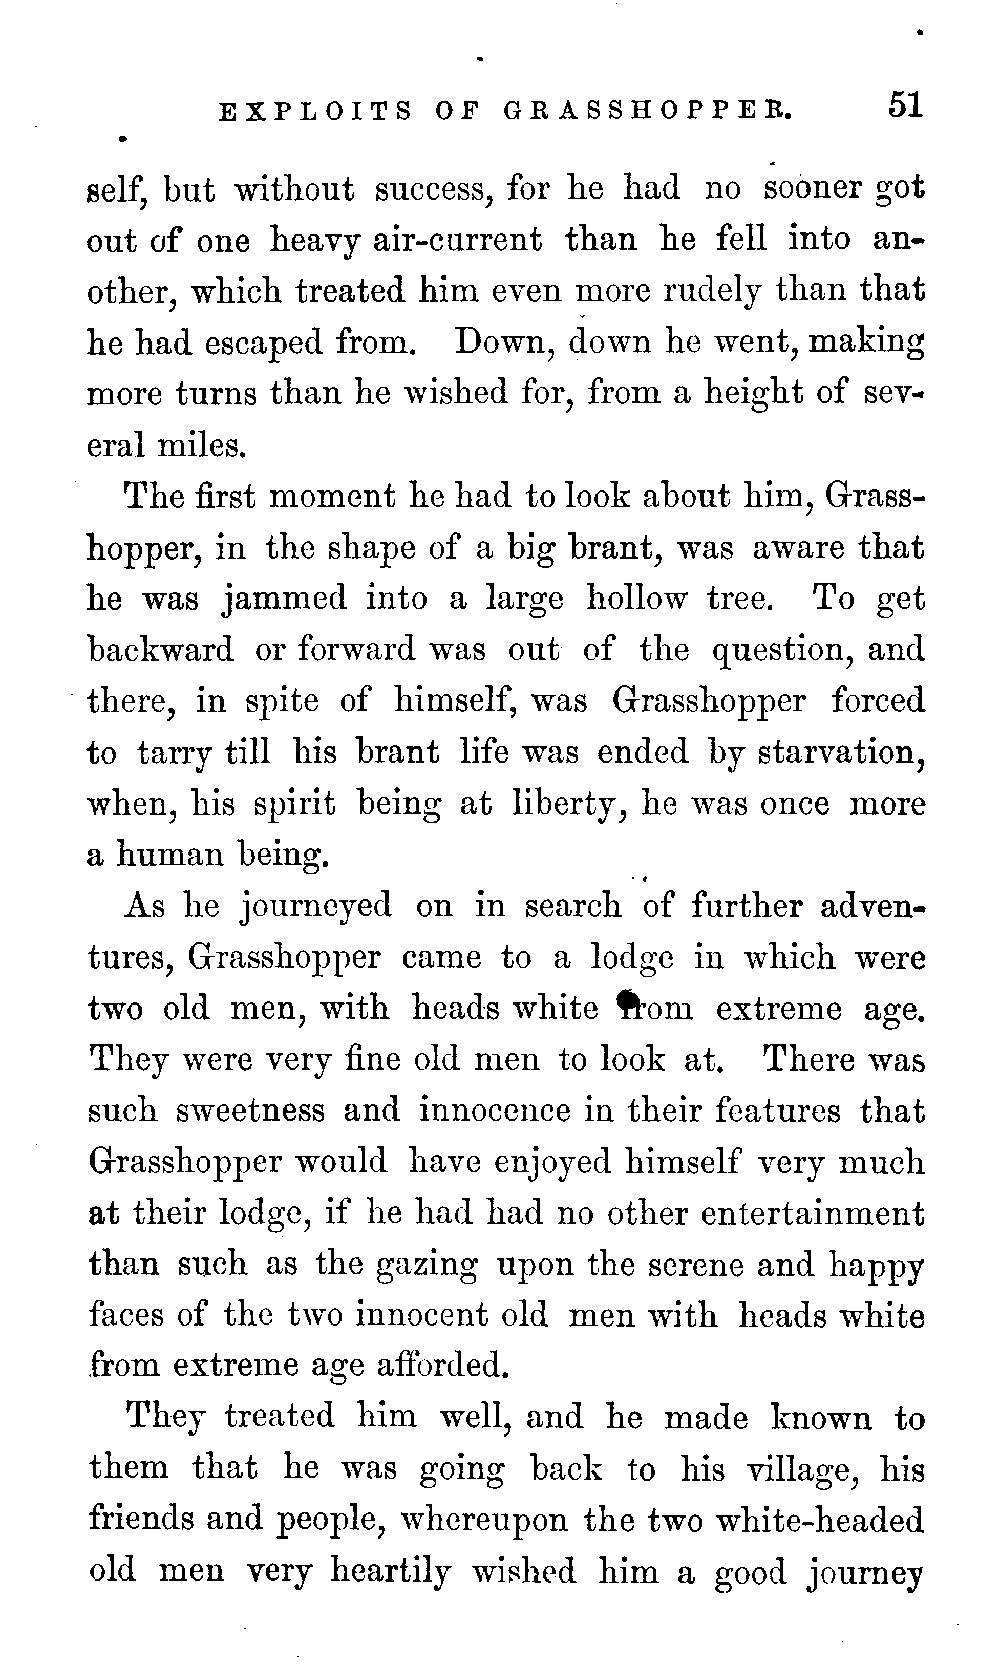 EXPLOITS OF GRASSHOPPER. 51
self, but without success, for he had no sooner got
out of one heavy air-current than he fell into an-
other, which treated him even more rudely than that
he had escaped from. Down, down he went, making
more turns than he wished for, from a height of sev-
eral miles.
The first moment he had to look about him, Grass-
hopper, in the shape of a big brant, was aware that
he was jammed into a large hollow tree. To get
backward or forward was out of the question, and
there, in spite of himself, was Grasshopper forced
to tarry till his brant life was ended by starvation,
when, his spirit being at liberty, he was once more
a human being.
As he journeyed on in search of further adven-
tures, Grasshopper came to a lodge in which were
two old men, with heads white from extreme age.
They were very fine old men to look at. There was
such sweetness and innocence in their features that
Grasshopper would have enjoyed himself very much
at their lodge, if he had had no other entertainment
than such as the gazing upon the serene and happy
faces of the two innocent old men with heads white
from extreme age afforded.
They treated him well, and he made known to
them that he was going back to his village, his
friends and people, whereupon the two white-headed
old men very heartily wished him a good journey